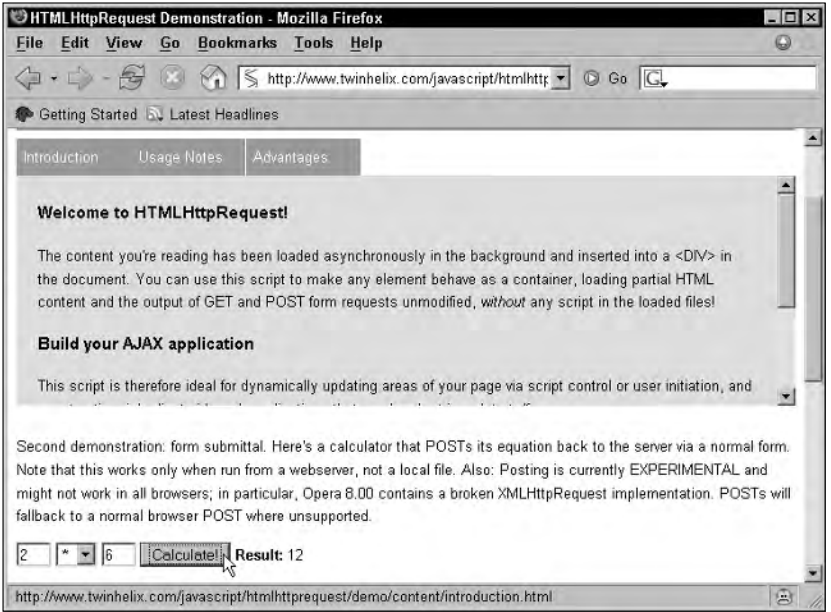 HTMLHttpRequest Demonstration - Mozilla Firefox
File Edit View Go Bookmarks Tools Help
http://www.twinhelix.com/javascript/htmlhttp Go G
Getting Started Latest Headlines
Introduction Usage Notes Advantages
Welcome to HTMLHttpRequest!
The content you're reading has been loaded asynchronously in the background and inserted into a <DIV> in
the document. You can use this script to make any element behave as a container, loading partial HTML
content and the output of GET and POST form requests unmodified, without any script in the loaded files!
Build your AJAX application
This script is therefore ideal for dynamically updating areas of your page via script control or user initiation, and
Second demonstration: form submittal. Here's a calculator that POSTs its equation back to the server via a normal form.
Note that this works only when run from a webserver, not a local file. Also: Posting is currently EXPERIMENTAL and
might not work in all browsers; in particular, Opera 8.00 contains a broken XMLHttpRequest implementation. POSTs will
fallback to a normal browser POST where unsupported.
2 * 6 Calculate! Result: 12
http://www.twinhelix.com/javascript/htmlhttprequest/demo/content/introduction.html